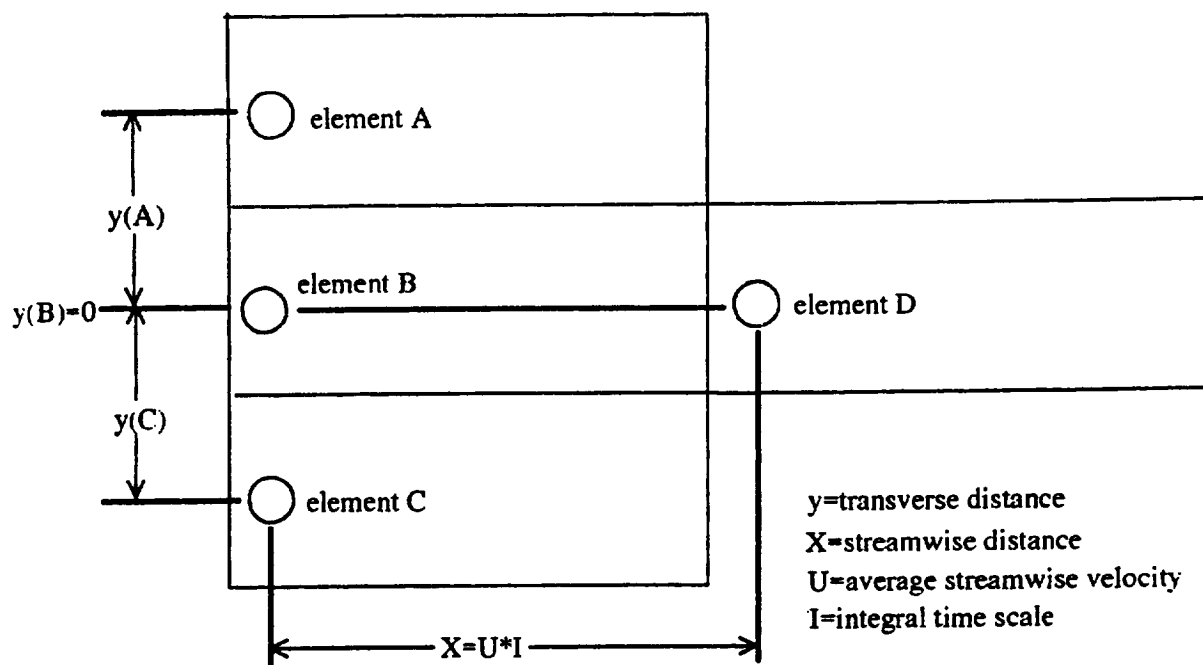 element A
y(A)
element B
y(B)=0
element D
y(C)
element C
y=transverse distance
X=streamwise distance
U=average streamwise velocity
I=integral time scale
X=U*I